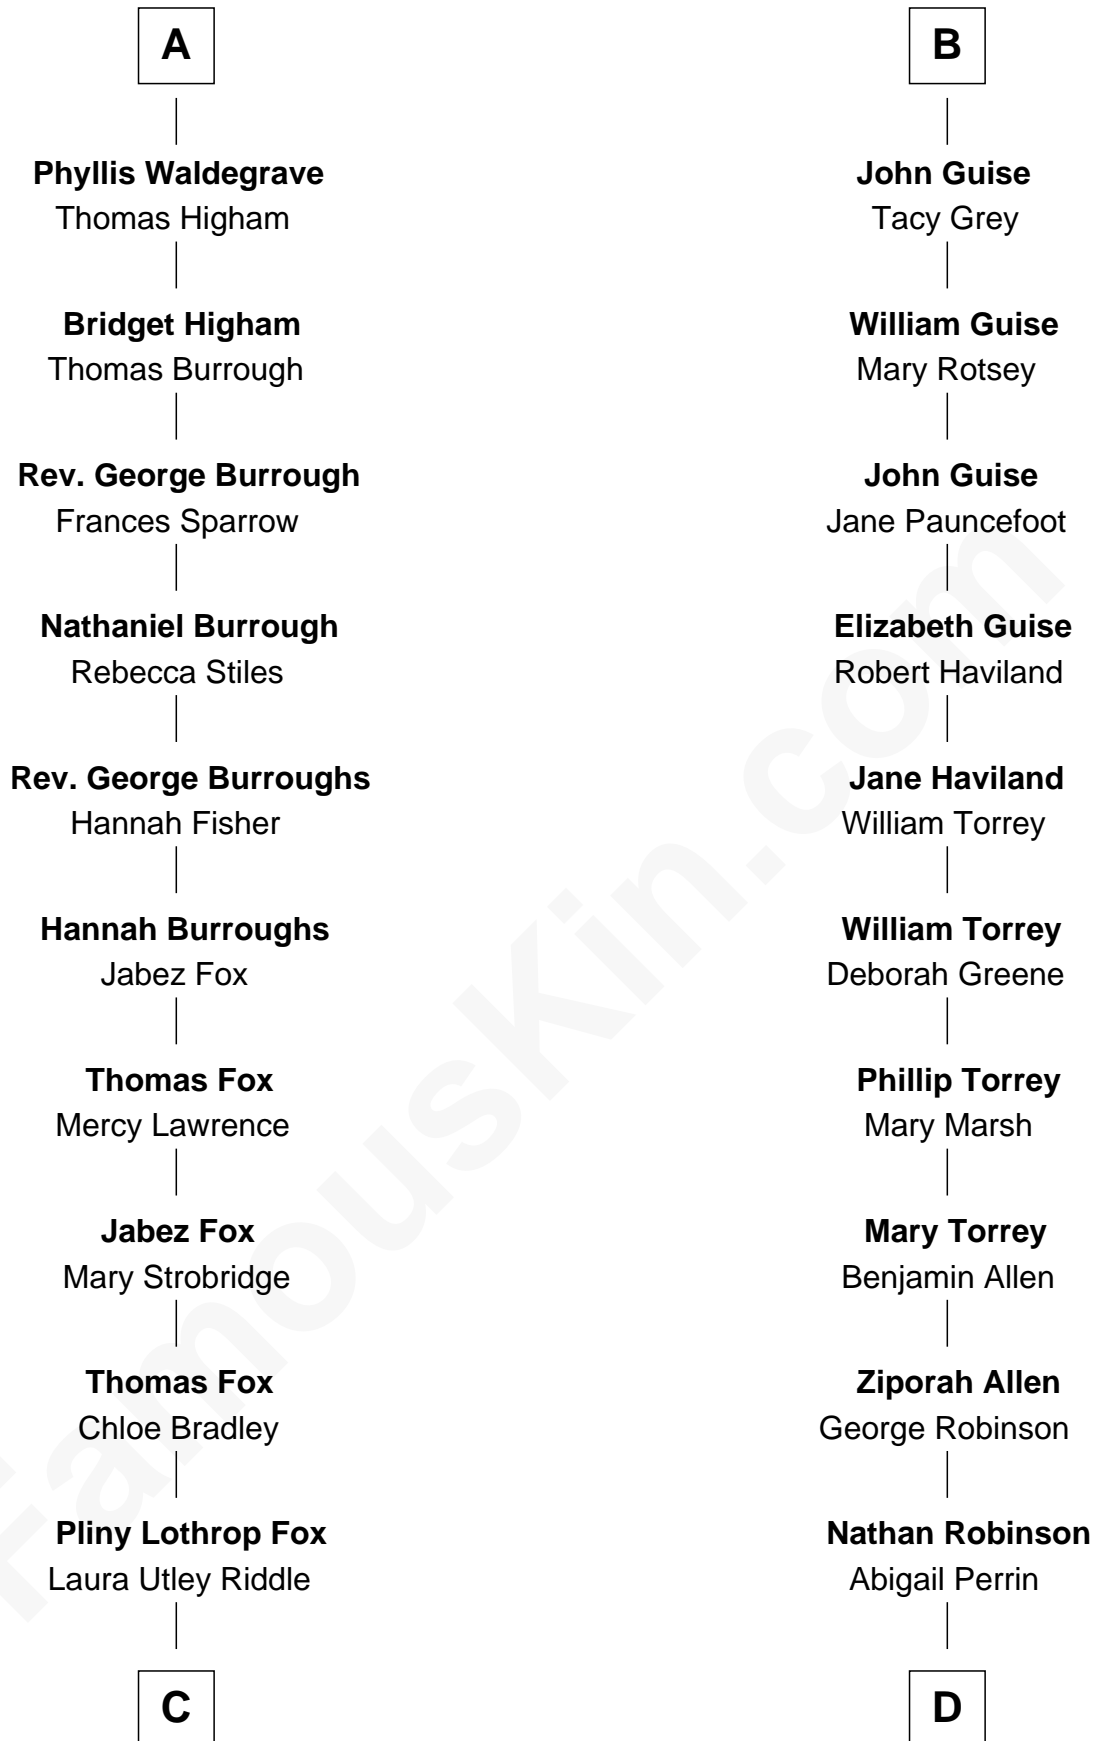 A
Phyllis Waldegrave
Thomas Higham
Bridget Higham
Thomas Burrough
Rev. George Burrough
Frances Sparrow
Nathaniel Burrough
Rebecca Stiles
Rev. George Burroughs
Hannah Fisher
Hannah Burroughs
Jabez Fox
Thomas Fox
Mercy Lawrence
Jabez Fox
Mary Strobridge
Thomas Fox
Chloe Bradley
Pliny Lothrop Fox
Laura Utley Riddle
C
B
John Guise
Tacy Grey
William Guise
Mary Rotsey
John Guise
Jane Pauncefoot
Elizabeth Guise
Robert Haviland
Jane Haviland
William Torrey
William Torrey
Deborah Greene
Phillip Torrey
Mary Marsh
Mary Torrey
Benjamin Allen
Ziporah Allen
George Robinson
Nathan Robinson
Abigail Perrin
D
FamousKin.com